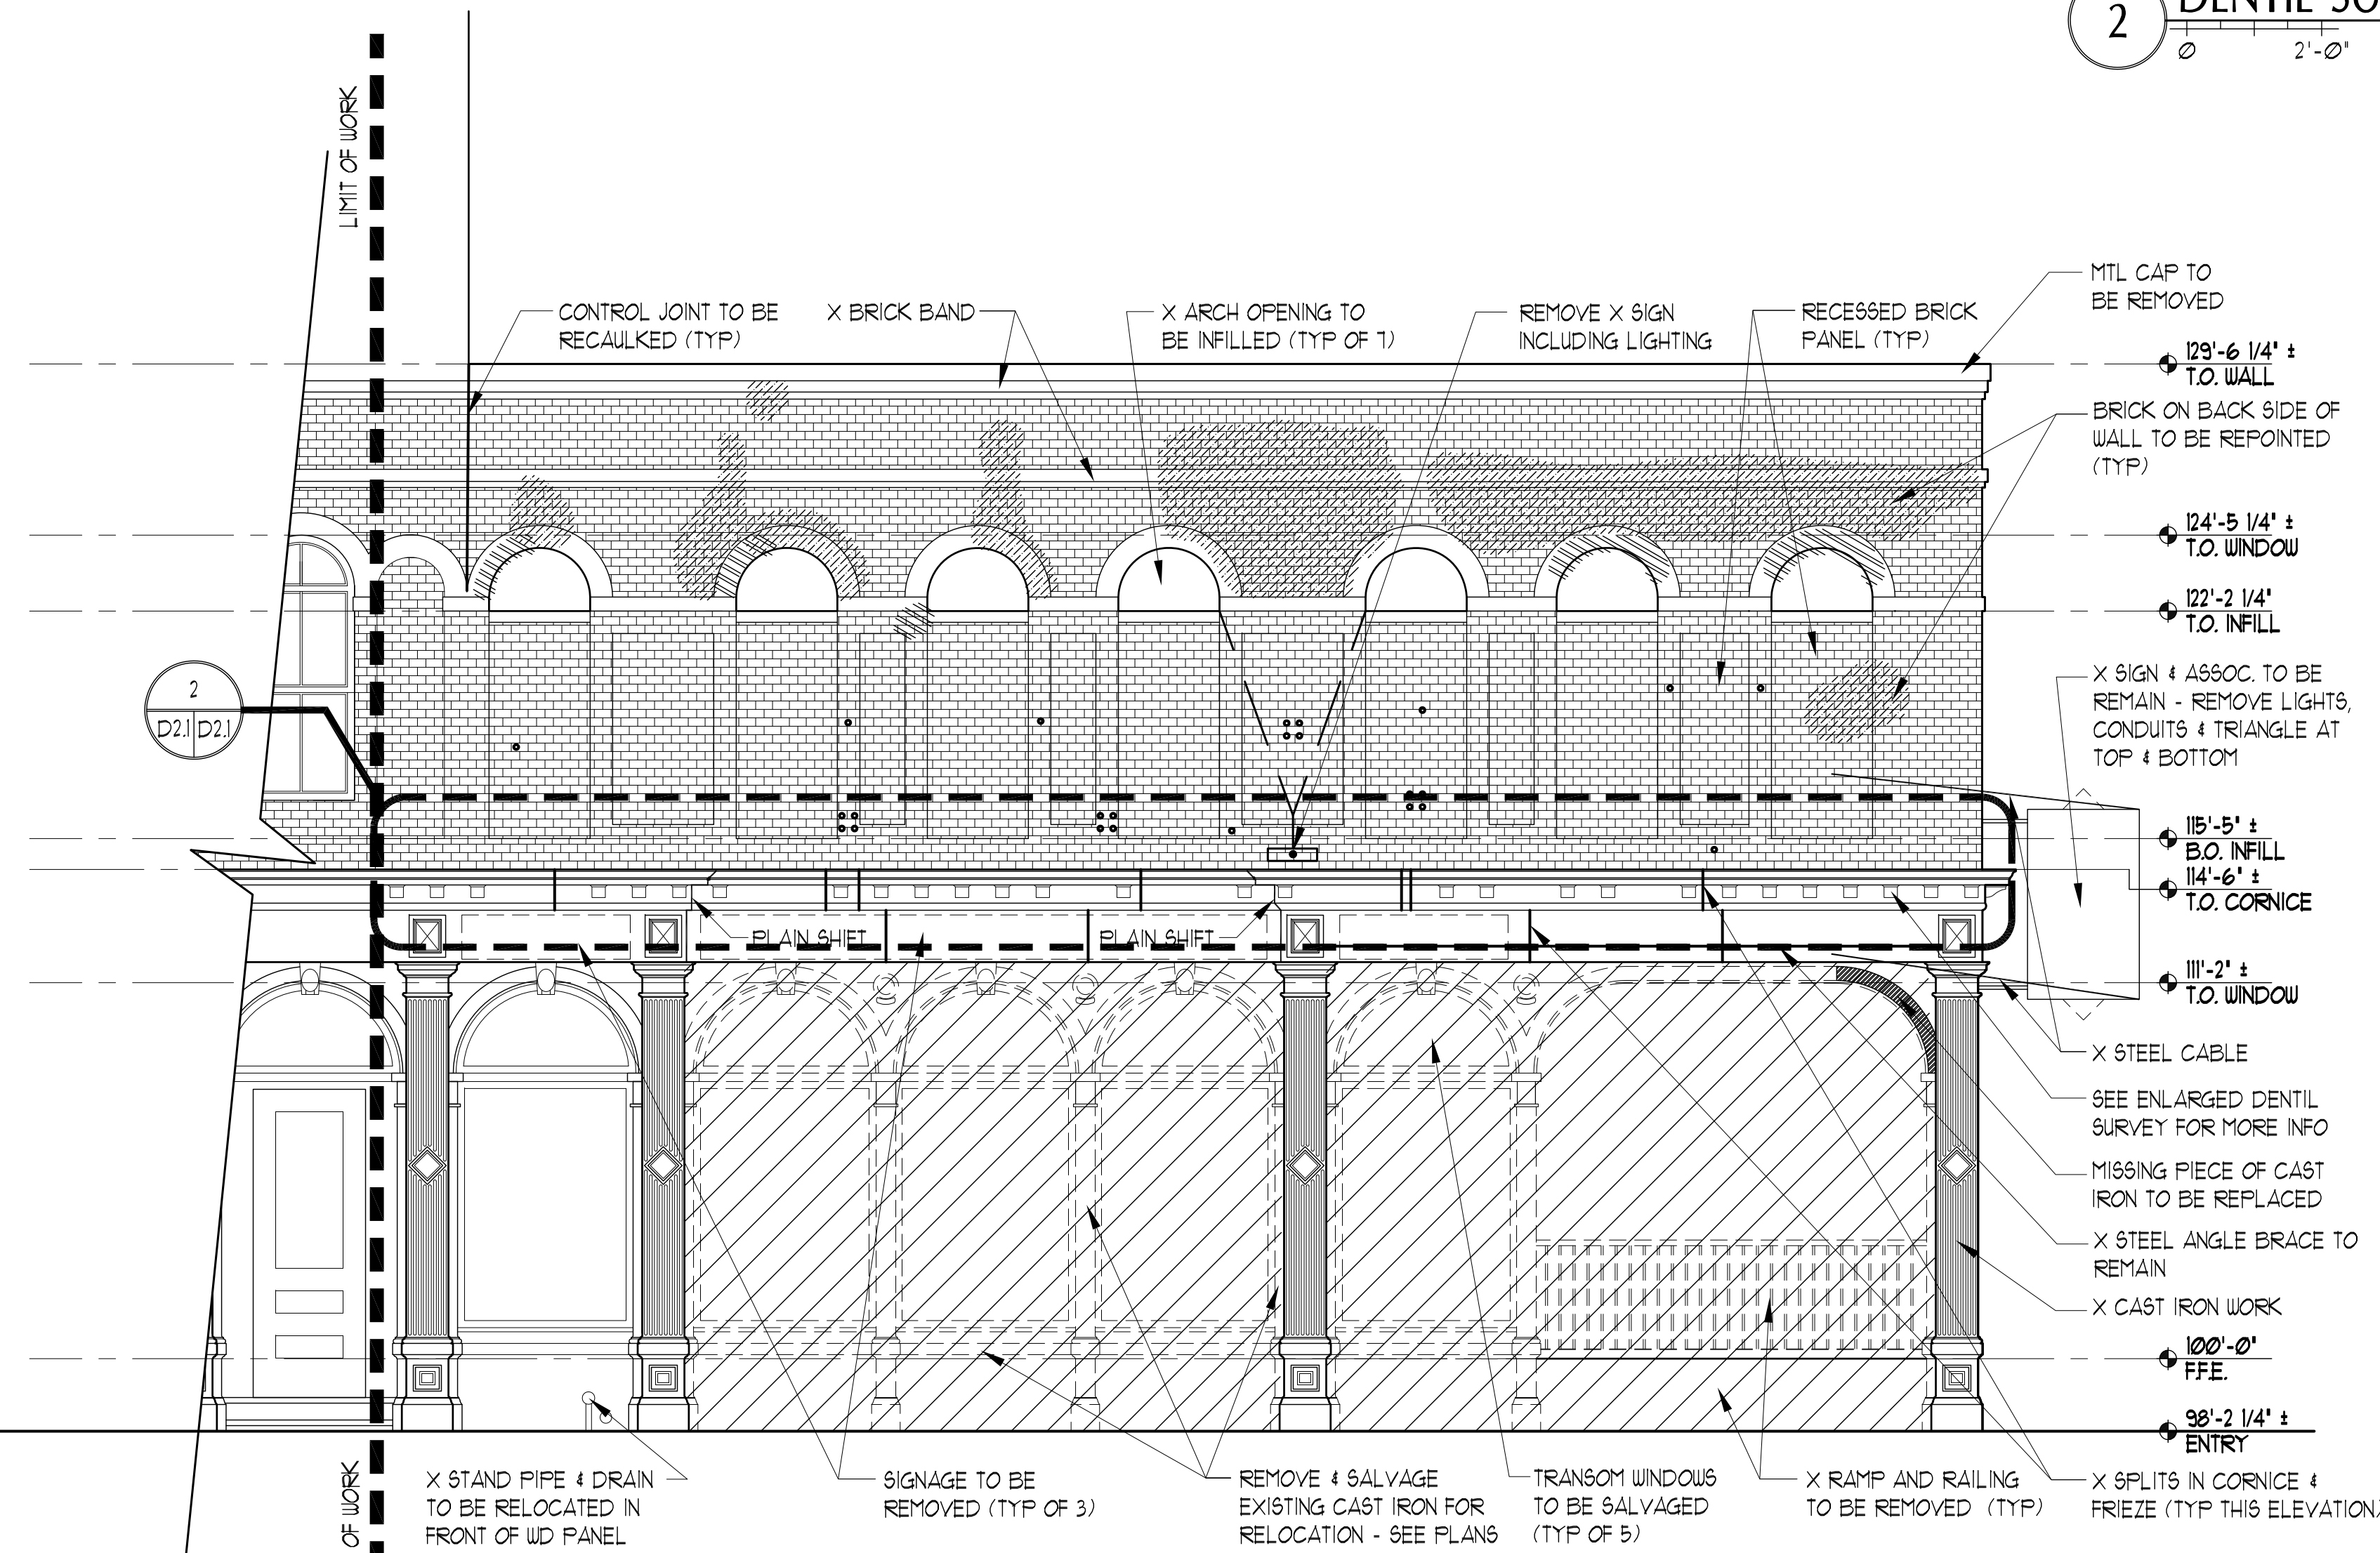 2
DENTIL SU
Ø 2'-Ø"
LIMIT OF WORK
CONTROL JOINT TO BE
RECAULKED (TYP)
X BRICK BAND
X ARCH OPENING TO
BE INFILLED (TYP OF 7)
REMOVE X SIGN
INCLUDING LIGHTING
RECESSED BRICK
PANEL (TYP)
MTL CAP TO
BE REMOVED
129'-6 1/4" ±
T.O. WALL
BRICK ON BACK SIDE OF
WALL TO BE REPOINTED
(TYP)
124'-5 1/4" ±
T.O. WINDOW
122'-2 1/4"
T.O. INFILL
X SIGN & ASSOC. TO BE
REMAIN - REMOVE LIGHTS,
CONDUITS & TRIANGLE AT
TOP & BOTTOM
2
D2.1 D2.1
115'-5" ±
B.O. INFILL
114'-6" ±
T.O. CORNICE
PLAIN SHIFT
PLAIN SHIFT
111'-2" ±
T.O. WINDOW
X STEEL CABLE
SEE ENLARGED DENTIL
SURVEY FOR MORE INFO
MISSING PIECE OF CAST
IRON TO BE REPLACED
X STEEL ANGLE BRACE TO
REMAIN
X CAST IRON WORK
100'-0"
F.F.E.
98'-2 1/4" ±
ENTRY
OF WORK
X STAND PIPE & DRAIN
TO BE RELOCATED IN
FRONT OF WD PANEL
SIGNAGE TO BE
REMOVED (TYP OF 3)
REMOVE & SALVAGE
EXISTING CAST IRON FOR
RELOCATION - SEE PLANS
TRANSOM WINDOWS
TO BE SALVAGED
(TYP OF 5)
X RAMP AND RAILING
TO BE REMOVED (TYP)
X SPLITS IN CORNICE &
FRIEZE (TYP THIS ELEVATION)